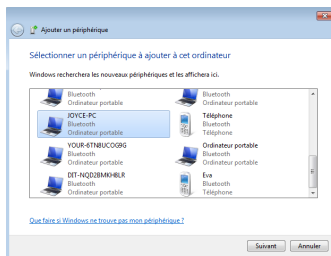 Ajouter un périphérique
Sélectionner un périphérique à ajouter à cet ordinateur
Windows recherchera les nouveaux périphériques et les affichera ici.
Bluetooth
Ordinateur portable
Bluetooth
Ordinateur portable
JOYCE-PC
Bluetooth
Ordinateur portable
Téléphone
Bluetooth
Téléphone
YOUR-6TN8UCOG9G
Bluetooth
Ordinateur portable
Ordinateur portable
Bluetooth
Ordinateur portable
DIT-NQD2BMKH8LR
Bluetooth
Ordinateur portable
Eva
Bluetooth
Téléphone
Que faire si Windows ne trouve pas mon périphérique ?
Suivant
Annuler